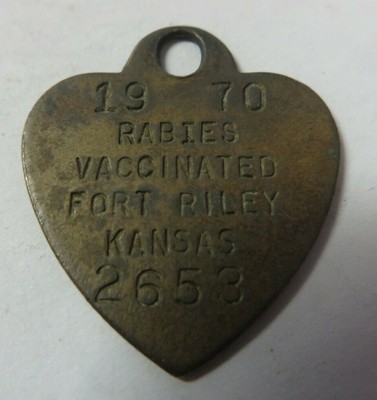 19 70
RABIES
VACCINATED
FORT RILEY
KANSAS
2653